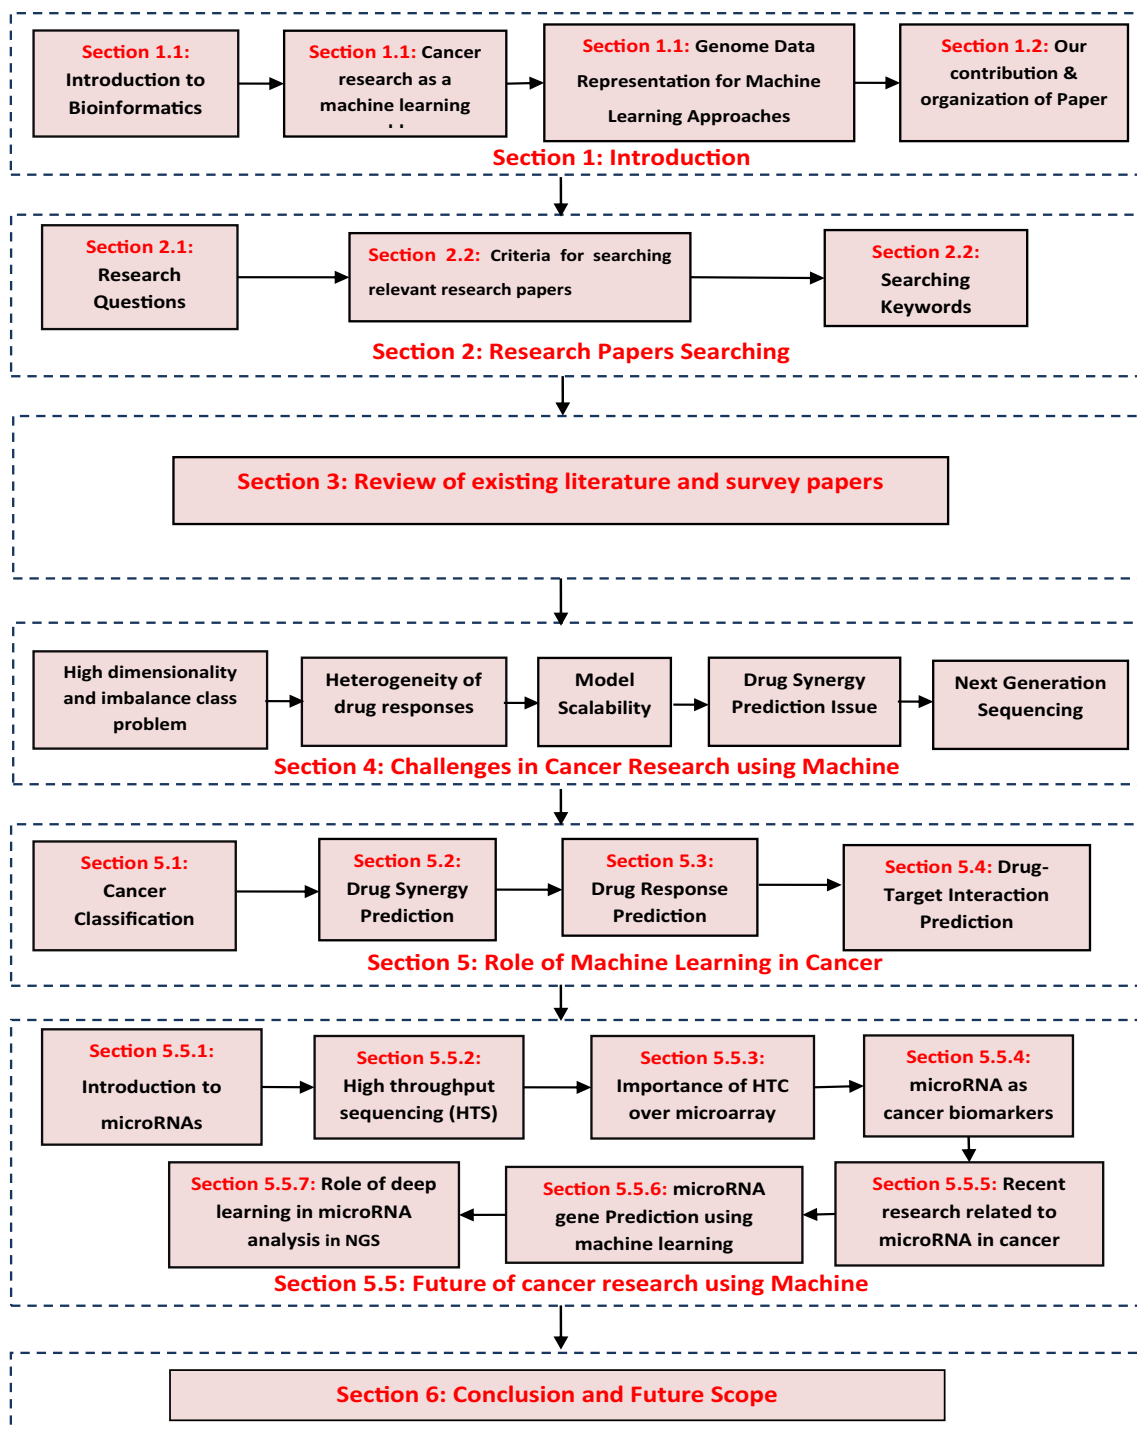 Section 1.1:
Introduction to
Bioinformatics
Section 1.1: Cancer
research as a
machine learning
Section 1.1: Genome Data
Representation for Machine
Learning Approaches
Section 1.2: Our
contribution &
organization of Paper
Section 1: Introduction
Section 2.1:
Research
Questions
Section 2.2: Criteria for searching
relevant research papers
Section 2.2:
Searching
Keywords
Section 2: Research Papers Searching
Section 3: Review of existing literature and survey papers
High dimensionality
and imbalance class
problem
Heterogeneity of
drug responses
Model
Scalability
Drug Synergy
Prediction Issue
Next Generation
Sequencing
Section 4: Challenges in Cancer Research using Machine
Section 5.1:
Cancer
Classification
Section 5.2:
Drug Synergy
Prediction
Section 5.3:
Drug Response
Prediction
Section 5.4: Drug-
Target Interaction
Prediction
Section 5: Role of Machine Learning in Cancer
Section 5.5.1:
Introduction to
microRNAs
Section 5.5.2:
High throughput
sequencing (HTS)
Section 5.5.3:
Importance of HTC
over microarray
Section 5.5.4:
microRNA as
cancer biomarkers
Section 5.5.5: Recent
research related to
microRNA in cancer
Section 5.5.6: microRNA
gene Prediction using
machine learning
Section 5.5.7: Role of deep
learning in microRNA
analysis in NGS
Section 5.5: Future of cancer research using Machine
Section 6: Conclusion and Future Scope